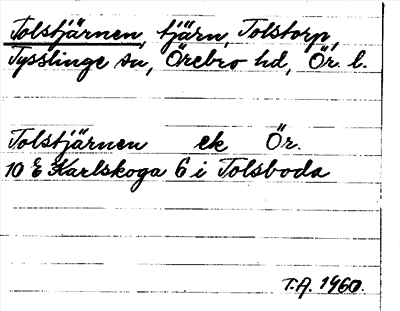 Tolstjärnen, tjärn, Tolstorp,
Tysslinge sn, Örebro hd, Ör. l.
Tolstjärnen ek Ör.
10 E Karlskoga 6 i Tolsboda
T.A. 1960.